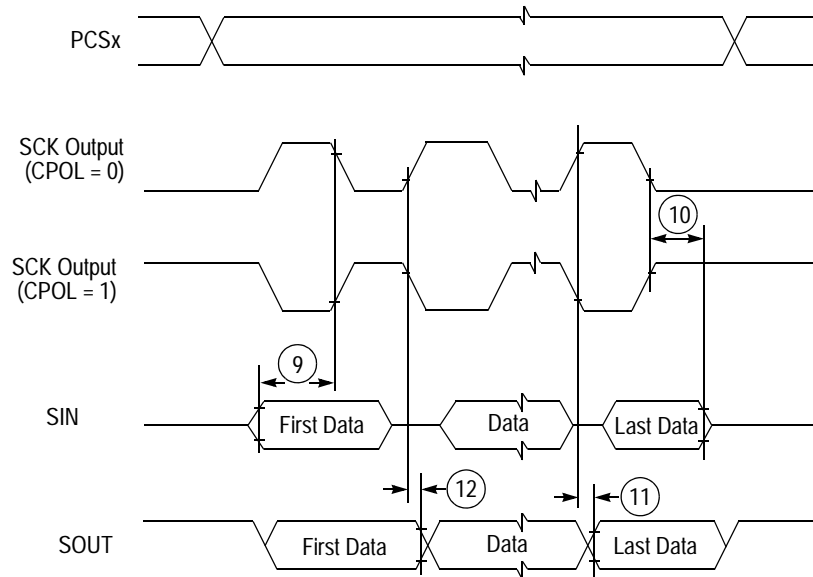 PCSx
SCK Output
(CPOL = 0)
10
SCK Output
(CPOL = 1)
9
SIN
First Data
Data
Last Data
12
11
SOUT
First Data
Data
Last Data